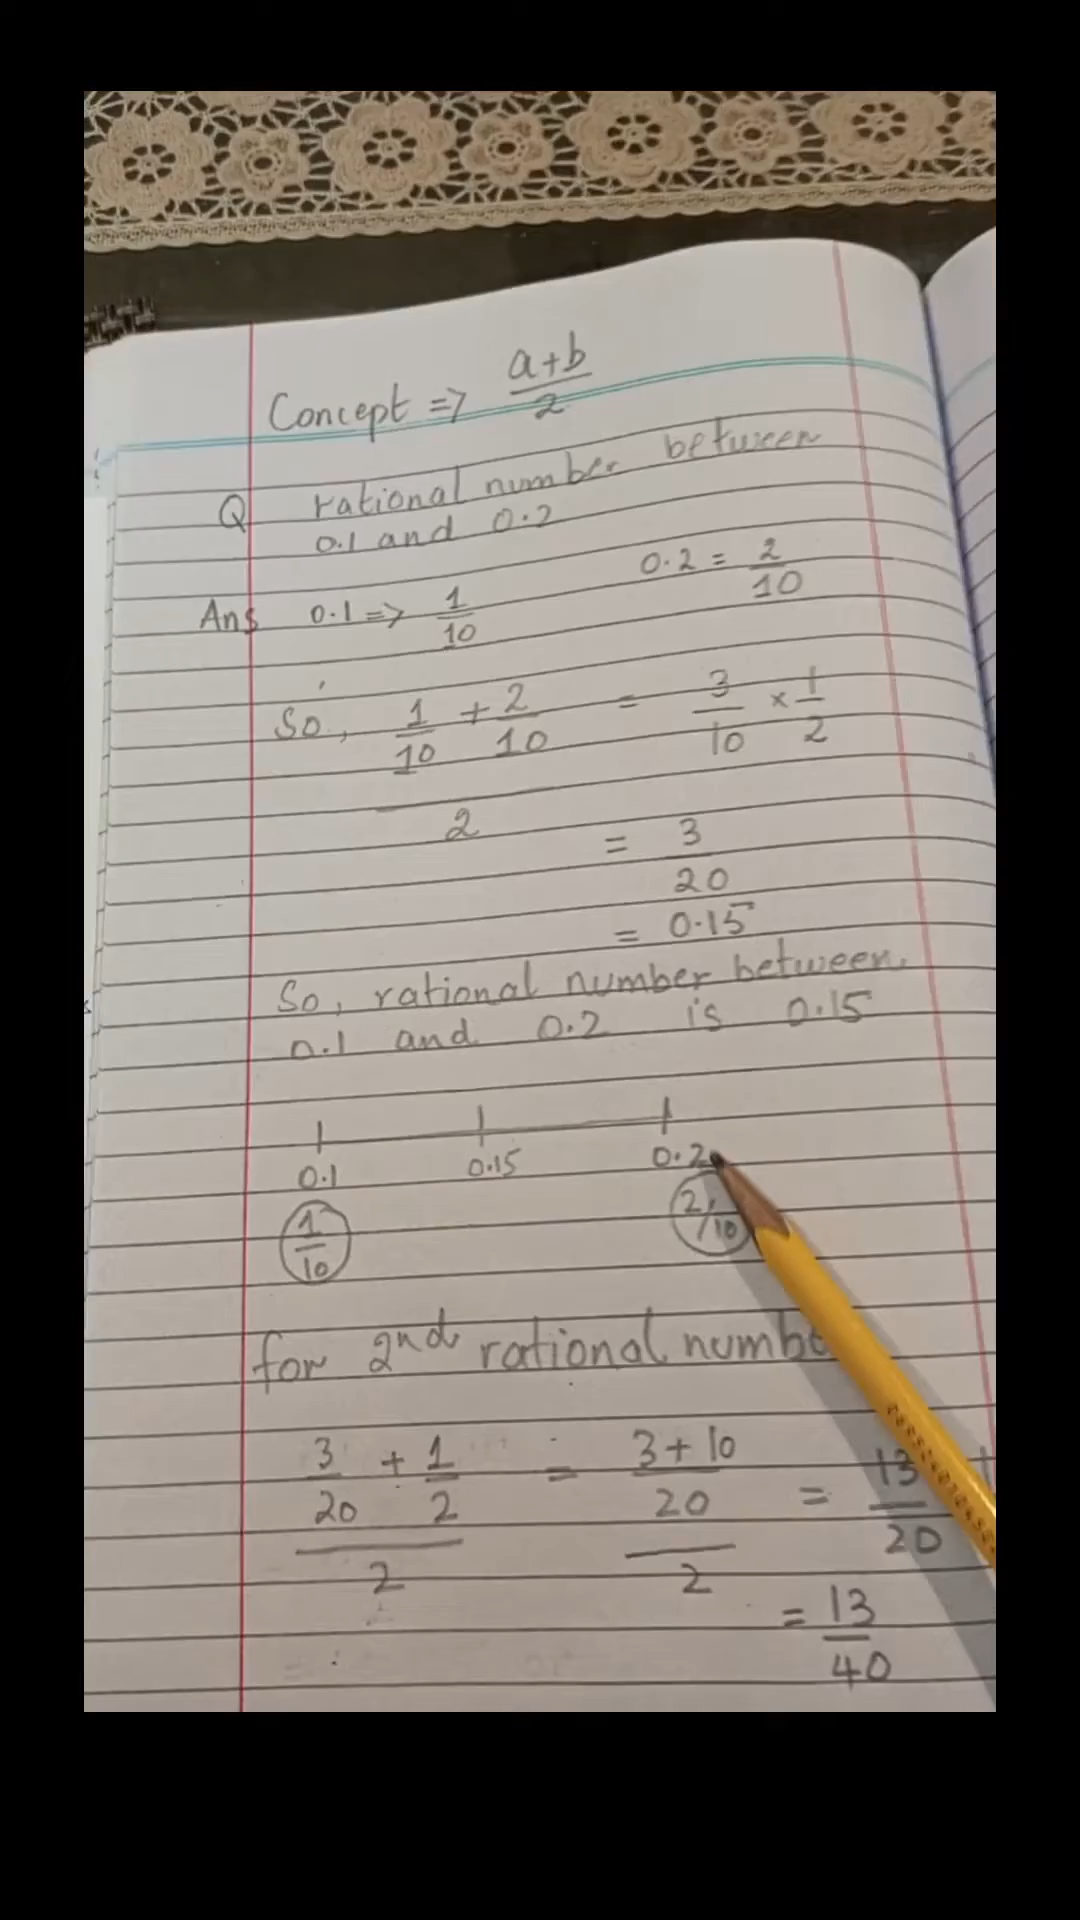 Concept => a+b/2
Q rational number between
0.1 and 0.2
Ans 0.1 => 1/10 0.2 = 2/10
So, 1/10 + 2/10 / 2 = 3/10 × 1/2
= 3/20
= 0.15
So, rational number between
0.1 and 0.2 is 0.15
0.1 0.15 0.2
1/10 2/10
for 2nd rational
3/20 + 1/2 / 2 = 3+10/20 / 2 = 13/20
= 13/40